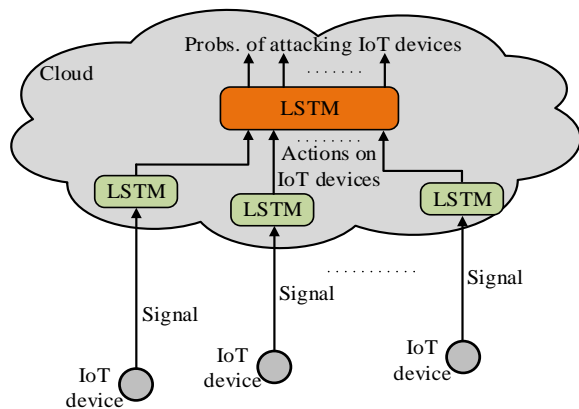 Probs. of attacking IoT devices
Cloud
. . . . . . .
LSTM
. . . . . . . .
Actions on
IoT devices
LSTM
LSTM
LSTM
. . . . . . . . . . .
Signal
Signal
Signal
IoT
device
IoT
device
IoT
device